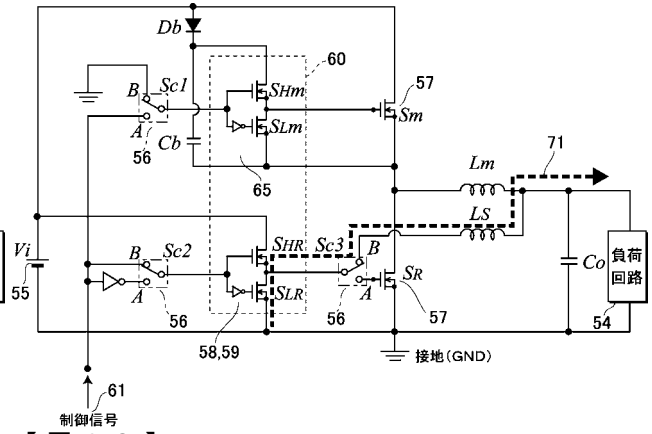 Db
60
57
SHm
B
Sc1
Sm
A
SLm
56
Cb
71
Lm
65
LS
Vi
B
Sc2
SHR
Sc3
B
55
SR
Co
負荷
回路
A
SLR
A
56
56
57
54
58,59
接地(GND)
61
制御信号